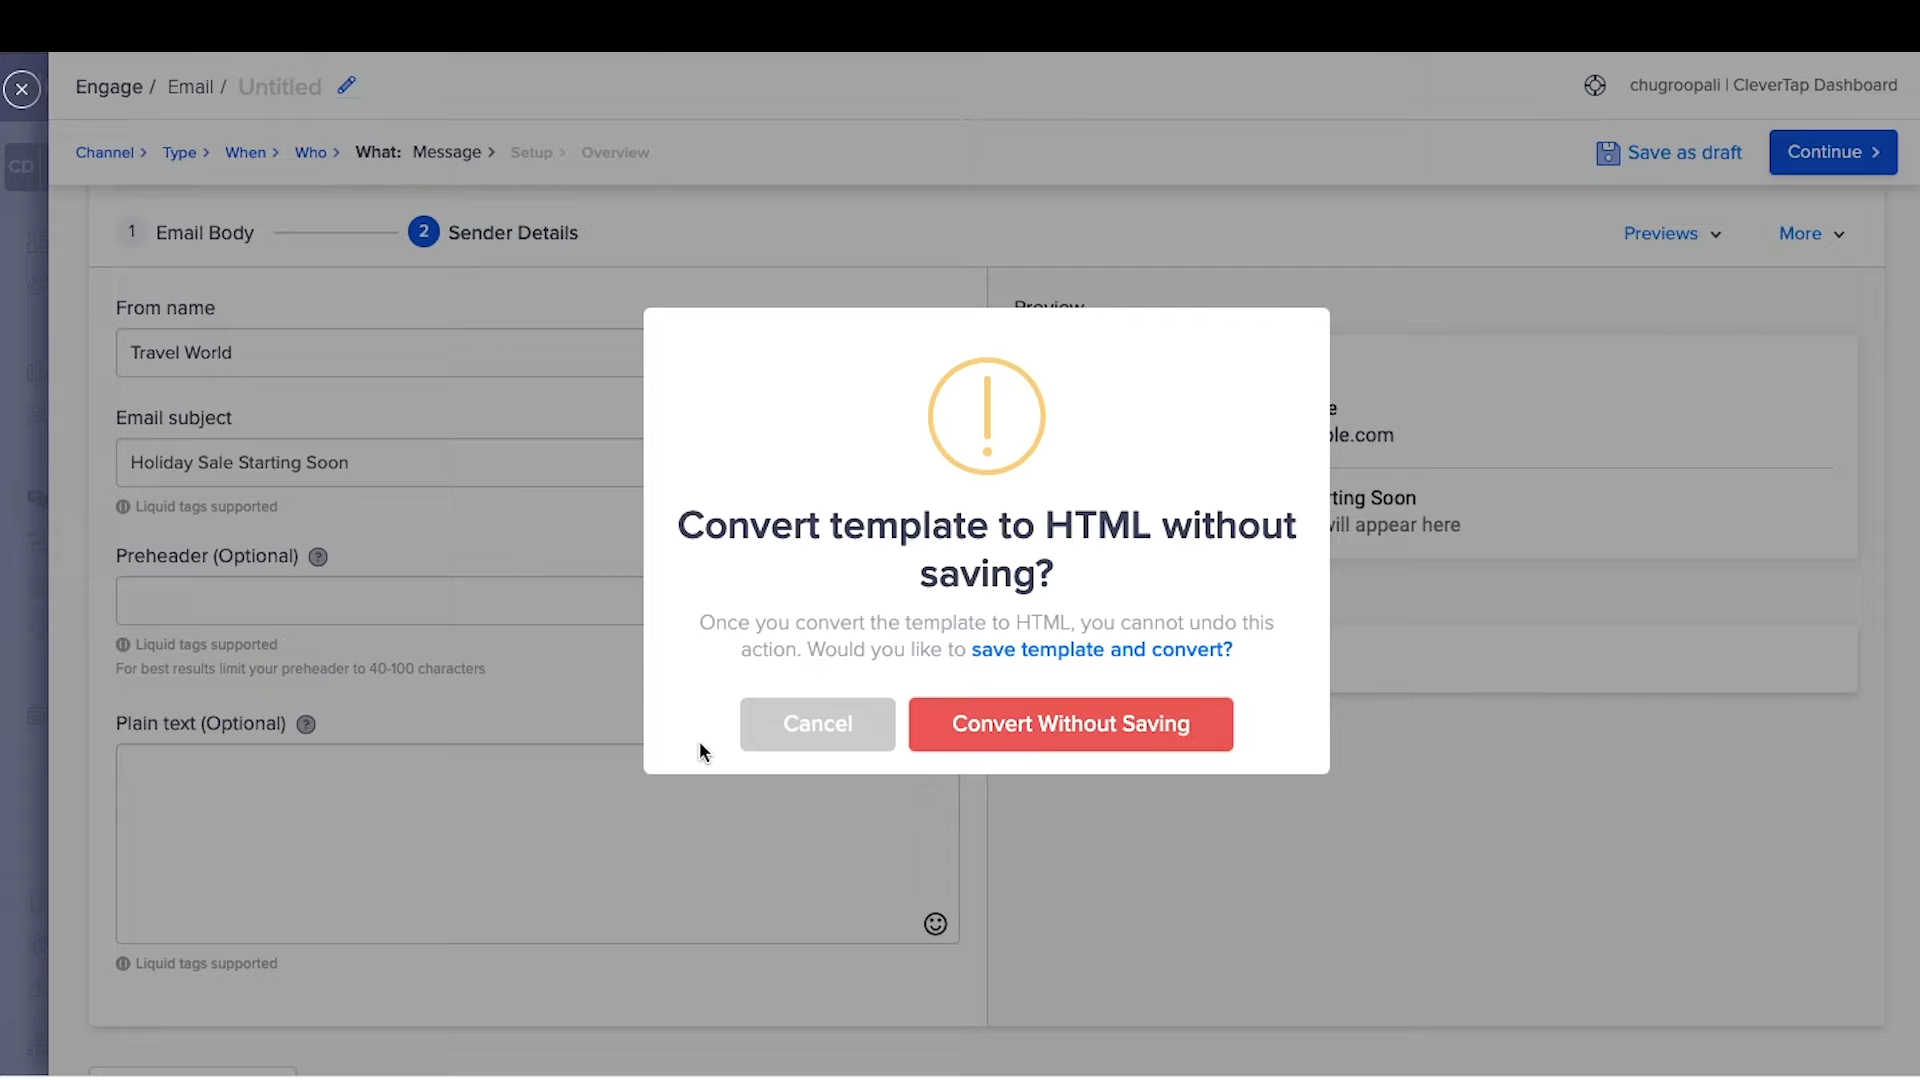 Engage / Email / Untitled
chugroopali | CleverTap Dashboard
CD
Channel > Type > When > Who > What: Message > Setup > Overview
Save as draft
Continue >
1 Email Body
2 Sender Details
Previews
More
From name
Travel World
Email subject
Holiday Sale Starting Soon
Liquid tags supported
Preheader (Optional) ?
Liquid tags supported
For best results limit your preheader to 40-100 characters
Plain text (Optional) ?
Liquid tags supported
Preview
e
ple.com
rting Soon
will appear here
Convert template to HTML without
saving?
Once you convert the template to HTML, you cannot undo this
action. Would you like to save template and convert?
Cancel
Convert Without Saving